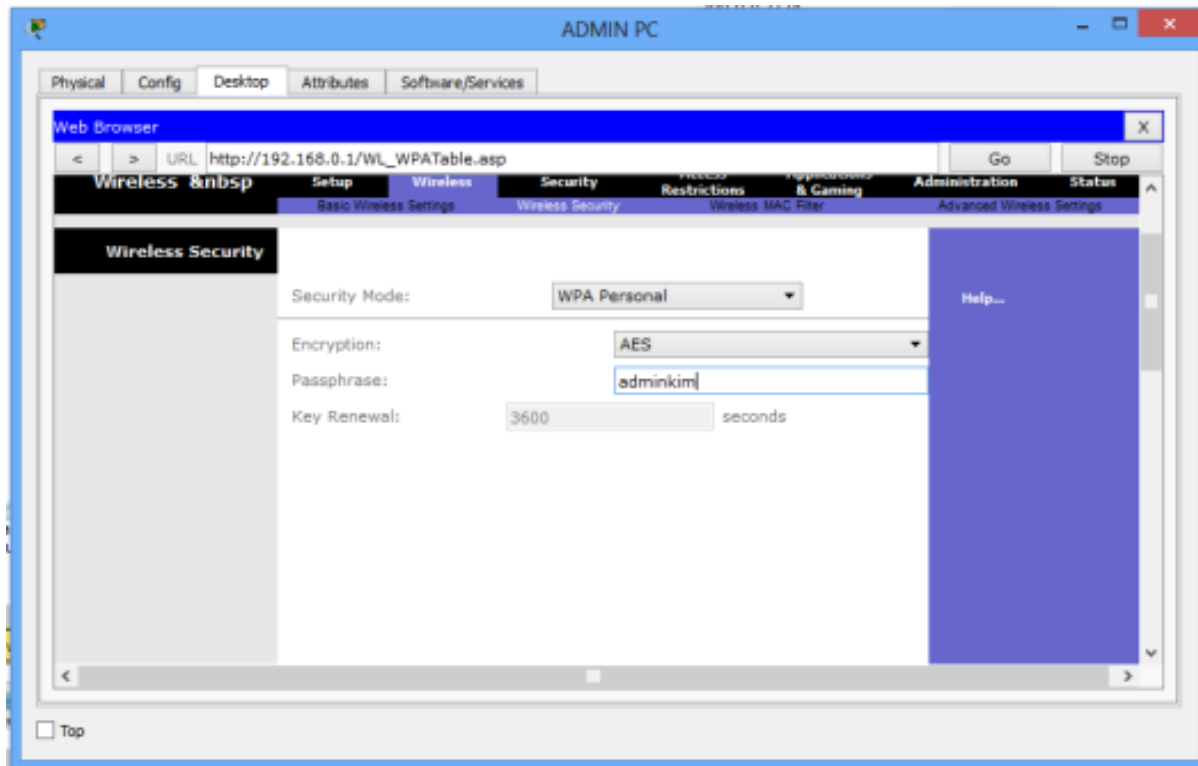 ADMIN PC
Physical Config Desktop Attributes Software/Services
Web Browser X
< > URL http://192.168.0.1/WL_WPATable.asp Go Stop
Wireless &nbsp Setup Wireless Security Access Restrictions Applications & Gaming Administration Status
Basic Wireless Settings Wireless Security Wireless MAC Filter Advanced Wireless Settings
Wireless Security
Security Mode: WPA Personal Help...
Encryption: AES
Passphrase: adminkim
Key Renewal: 3600 seconds
Top